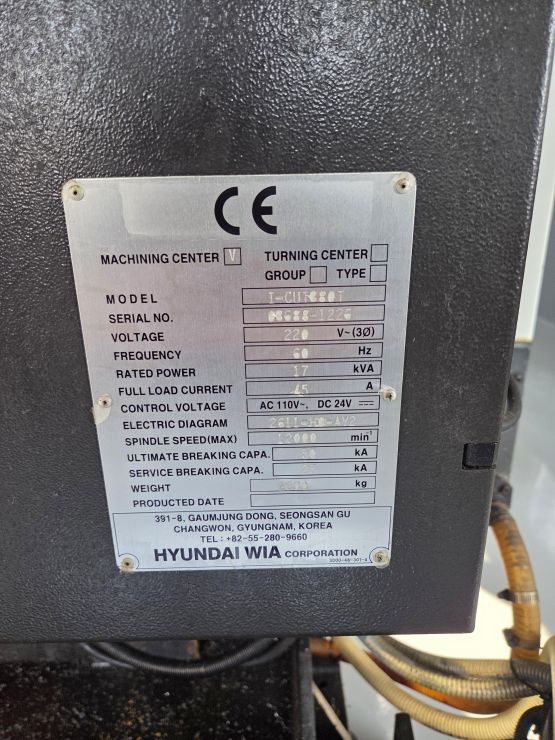 CE
MACHINING CENTER V TURNING CENTER
GROUP TYPE
MODEL
SERIAL NO.
VOLTAGE 220 V~(3Ø)
FREQUENCY 60 Hz
RATED POWER 17 kVA
FULL LOAD CURRENT 45 A
CONTROL VOLTAGE AC 110V~, DC 24V
ELECTRIC DIAGRAM
SPINDLE SPEED(MAX) 12000 min⁻¹
ULTIMATE BREAKING CAPA. kA
SERVICE BREAKING CAPA. kA
WEIGHT kg
PRODUCTED DATE
391-8, GAUMJUNG DONG, SEONGSAN GU
CHANGWON, GYUNGNAM, KOREA
TEL : +82-55-280-9660
HYUNDAI WIA CORPORATION